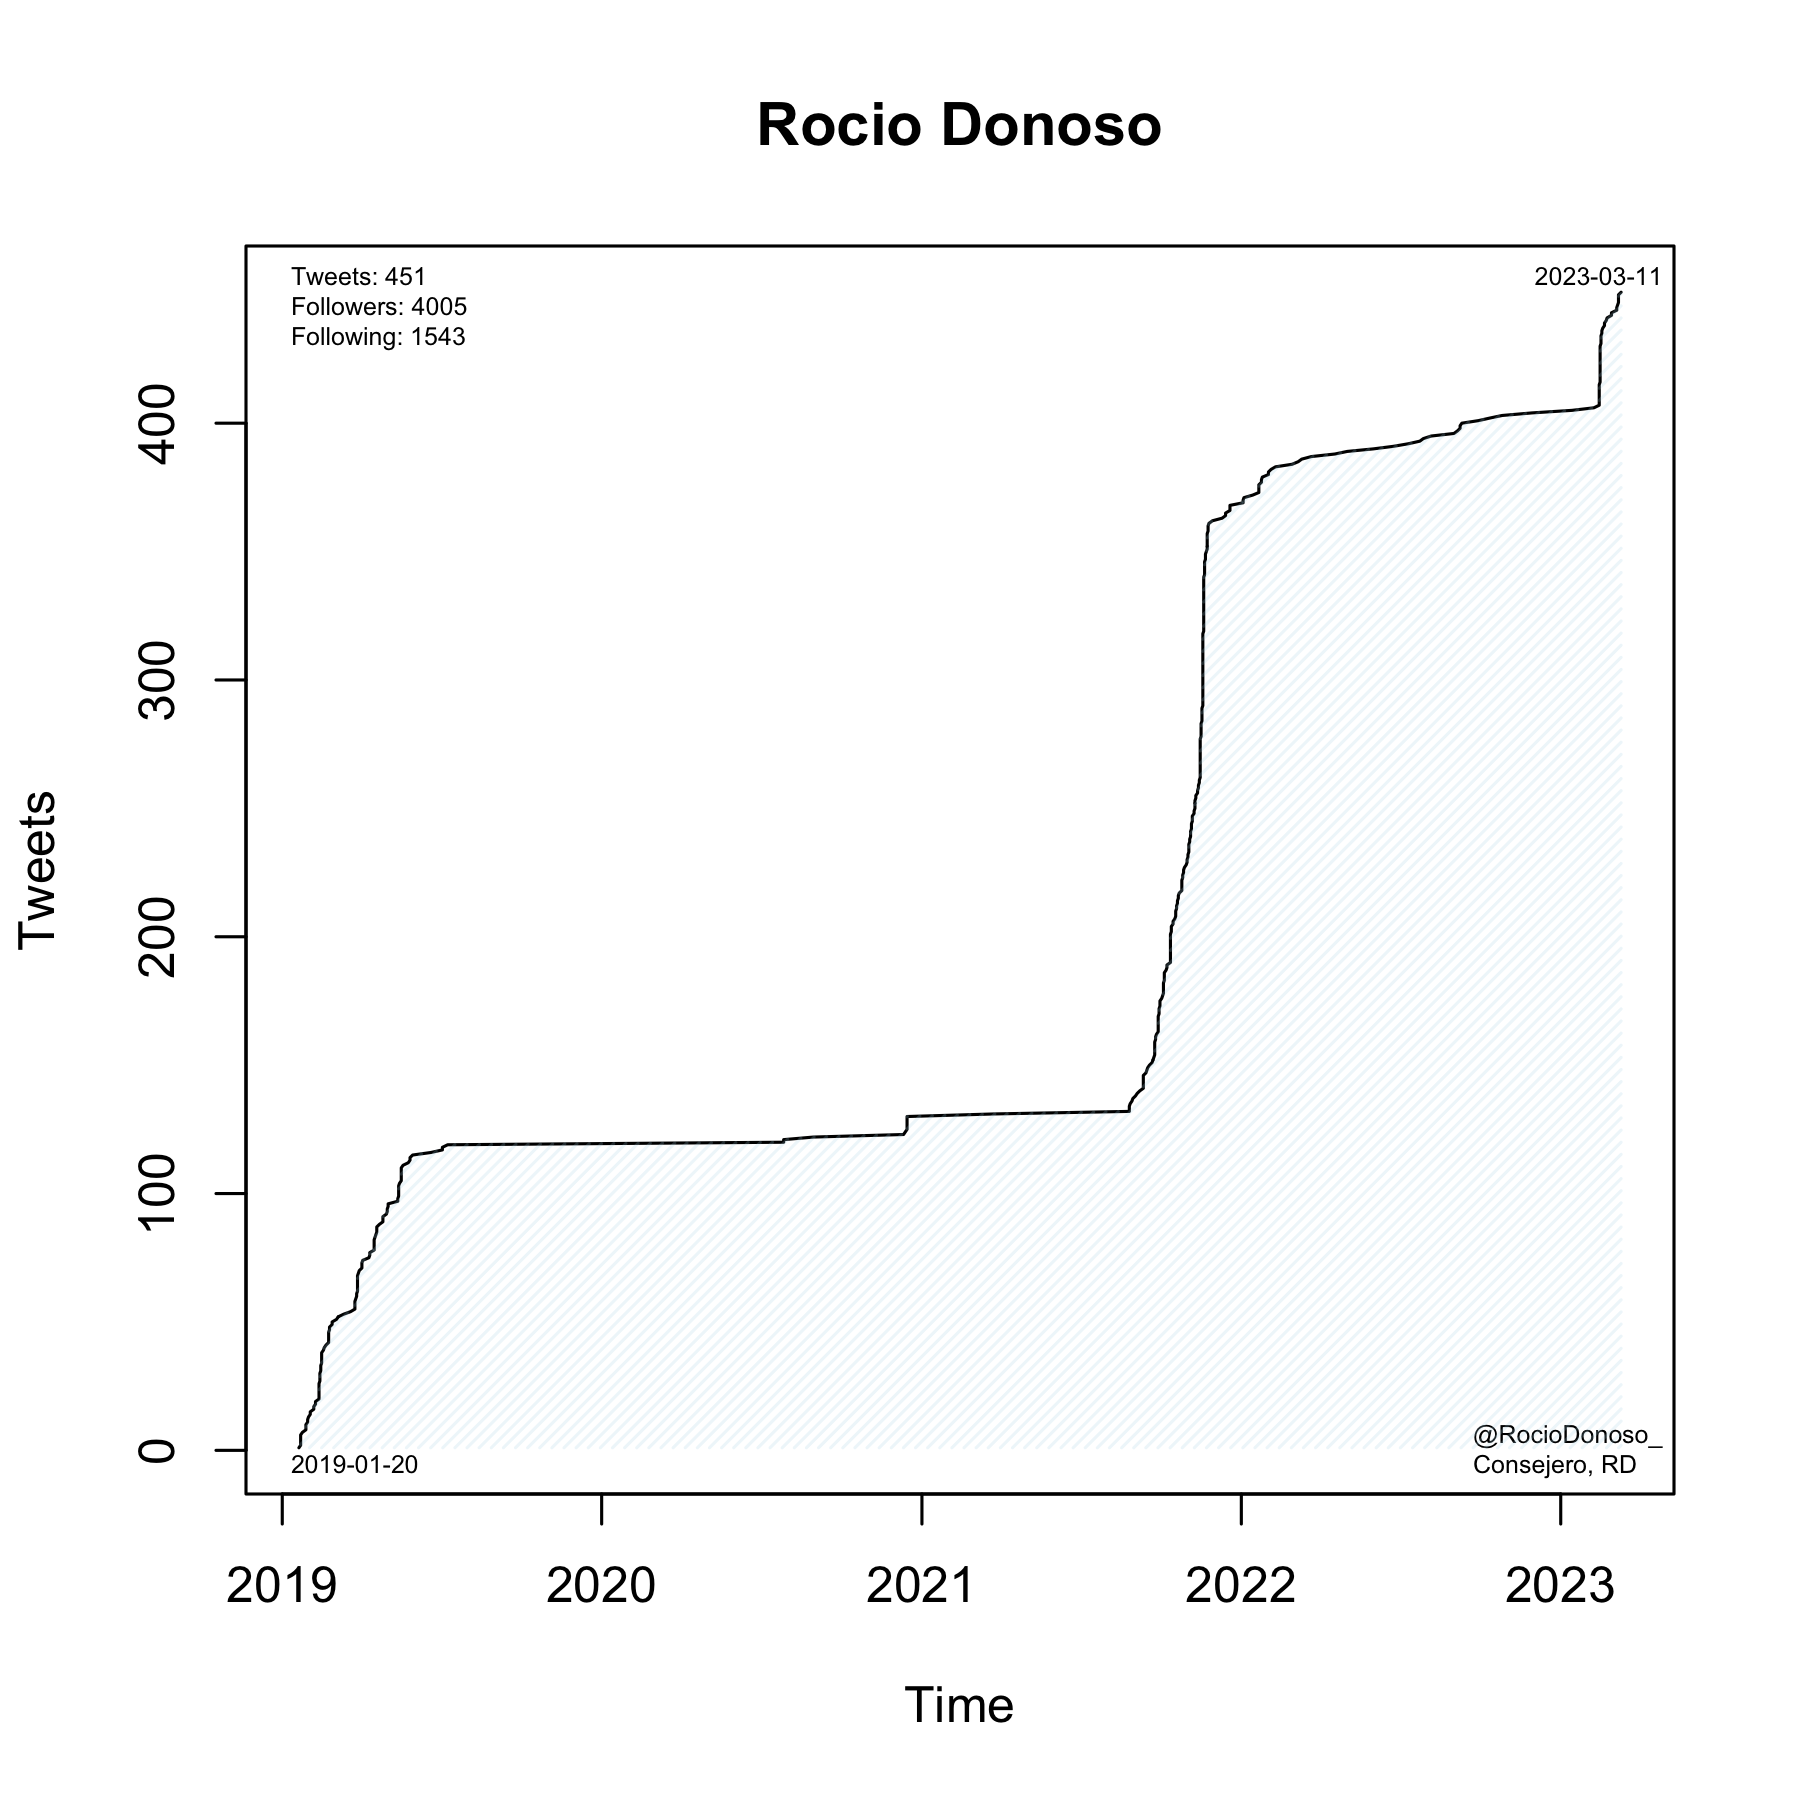 Rocio Donoso
Tweets: 451
Followers: 4005
Following: 1543
2023-03-11
400
300
200
100
0
Tweets
@RocioDonoso_
Consejero, RD
2019-01-20
2019
2020
2021
2022
2023
Time